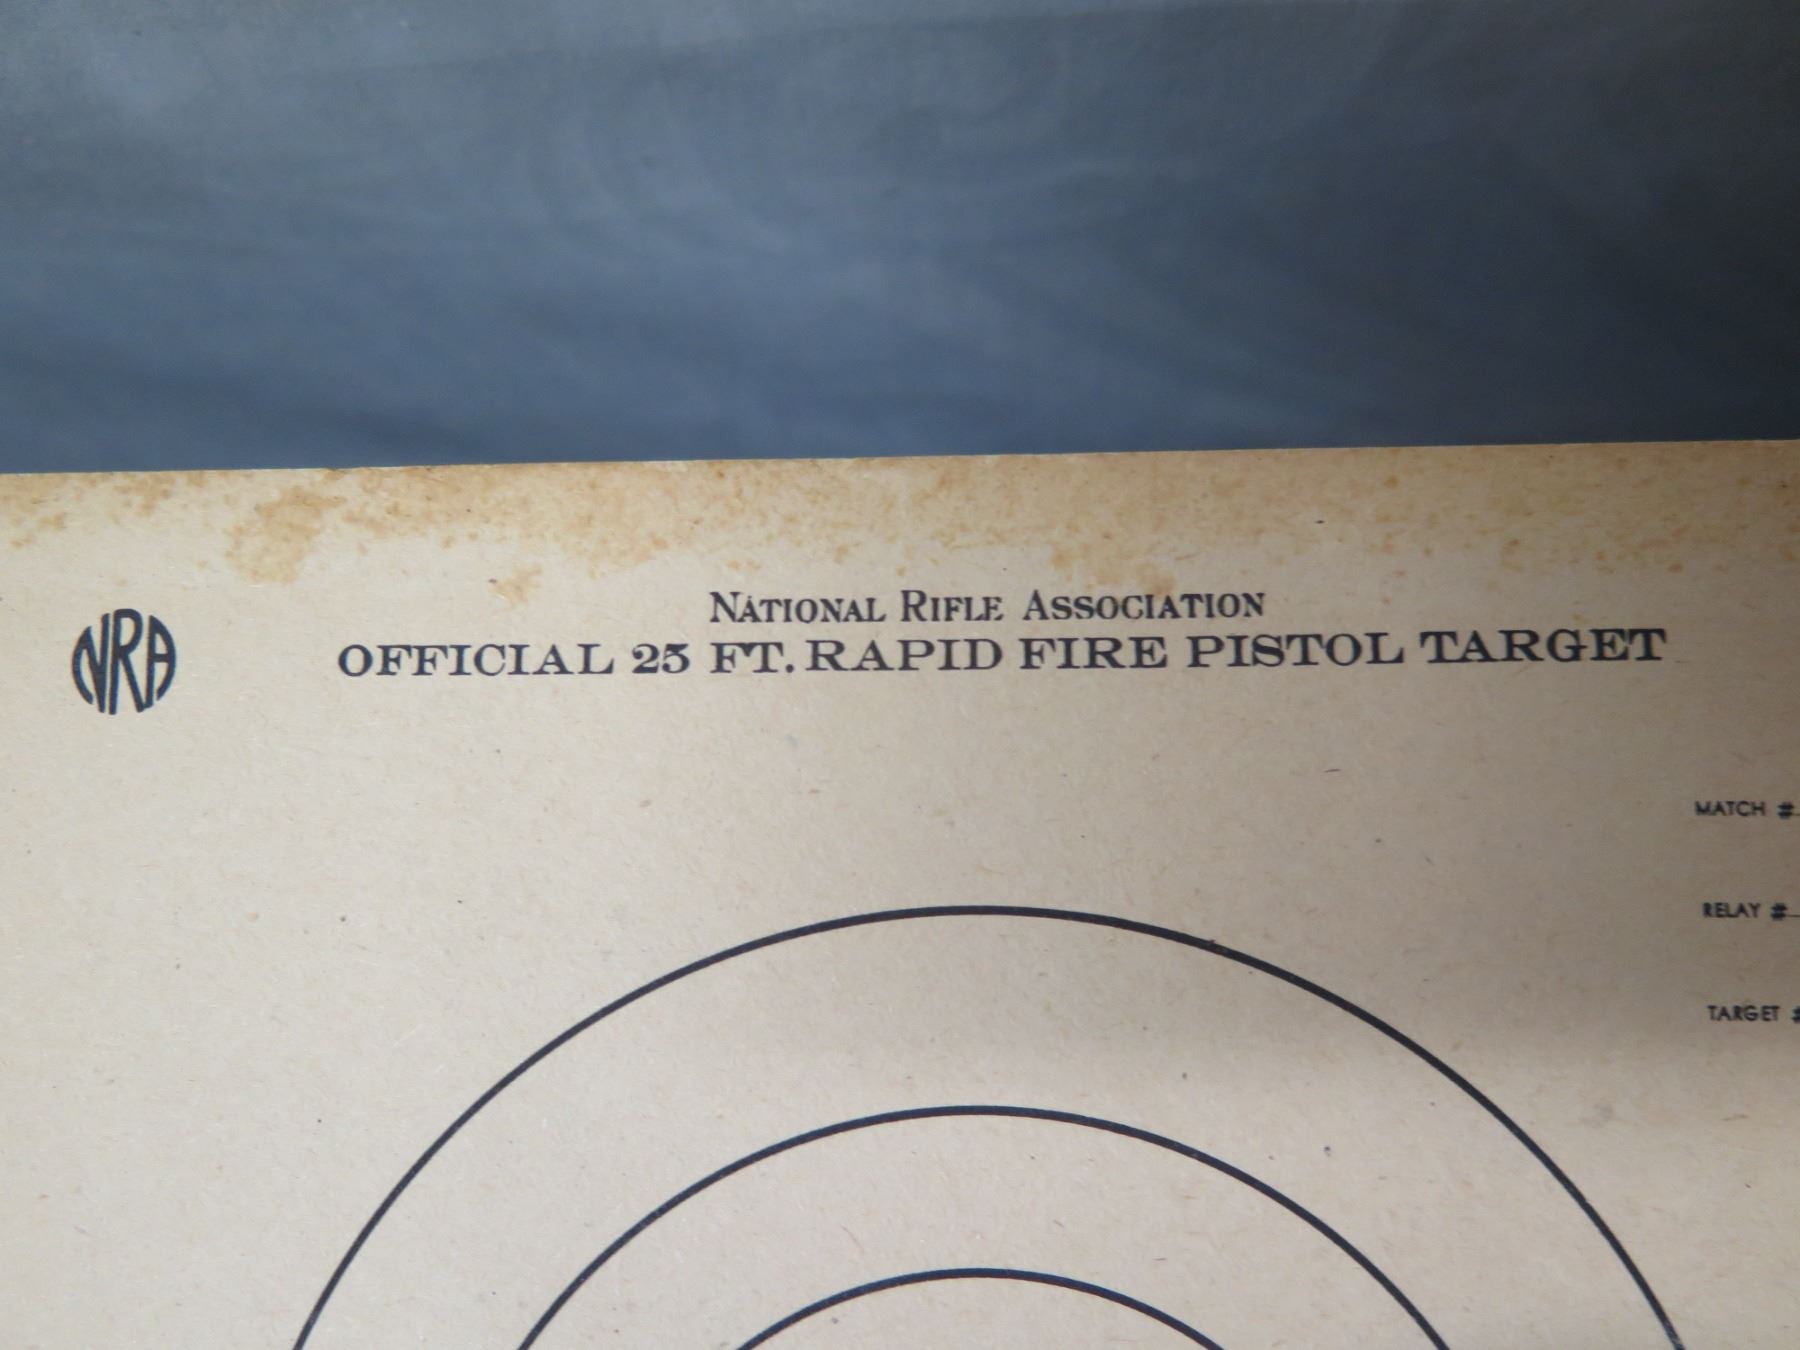 NRA
NATIONAL RIFLE ASSOCIATION
OFFICIAL 25 FT. RAPID FIRE PISTOL TARGET
MATCH #
RELAY #
TARGET #